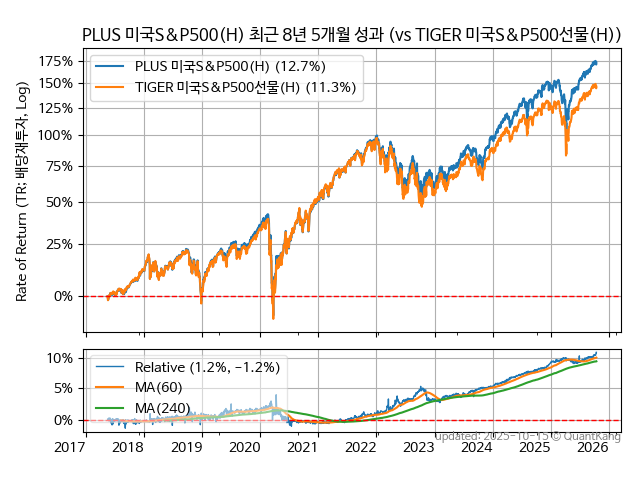 PLUS 미국S&P500(H) 최근 8년 5개월 성과 (vs TIGER 미국S&P500선물(H))
Rate of Return (TR: 배당재투자, Log)
175%
150%
125%
100%
75%
50%
25%
0%
PLUS 미국S&P500(H) (12.7%)
TIGER 미국S&P500선물(H) (11.3%)
10%
5%
0%
Relative (1.2%, -1.2%)
MA(60)
MA(240)
updated: 2025-10-15 © QuantKang
2017 2018 2019 2020 2021 2022 2023 2024 2025 2026